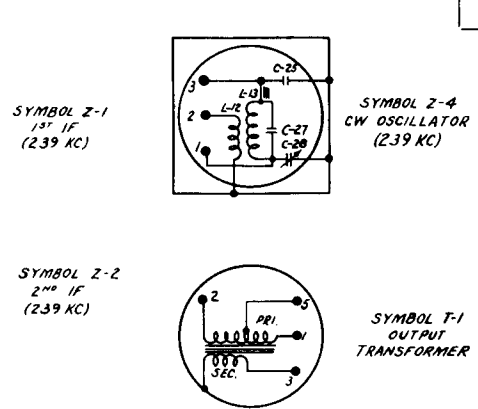 SYMBOL Z-1
1ST IF
(239 KC)
3
2
1
C-25
L-13
L-12
C-27
C-28
SYMBOL Z-4
CW OSCILLATOR
(239 KC)
SYMBOL Z-2
2ND IF
(239 KC)
2
5
PRI.
1
SEC.
3
SYMBOL T-1
OUTPUT
TRANSFORMER